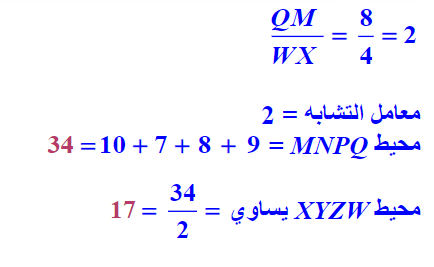 QM/WX = 8/4 = 2
معامل التشابه = 2
محيط MNPQ = 9 + 8 + 7 + 10 = 34
محيط XYZW يساوي = 34/2 = 17